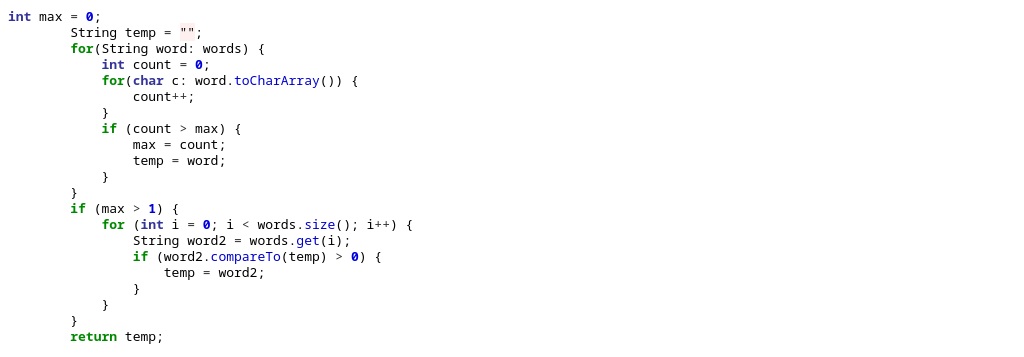 int max = 0;
        String temp = "";
        for(String word: words) {
            int count = 0;
            for(char c: word.toCharArray()) {
                count++;
            }
            if (count > max) {
                max = count;
                temp = word;
            }
        }
        if (max > 1) {
            for (int i = 0; i < words.size(); i++) {
                String word2 = words.get(i);
                if (word2.compareTo(temp) > 0) {
                    temp = word2;
                }
            }
        }
        return temp;